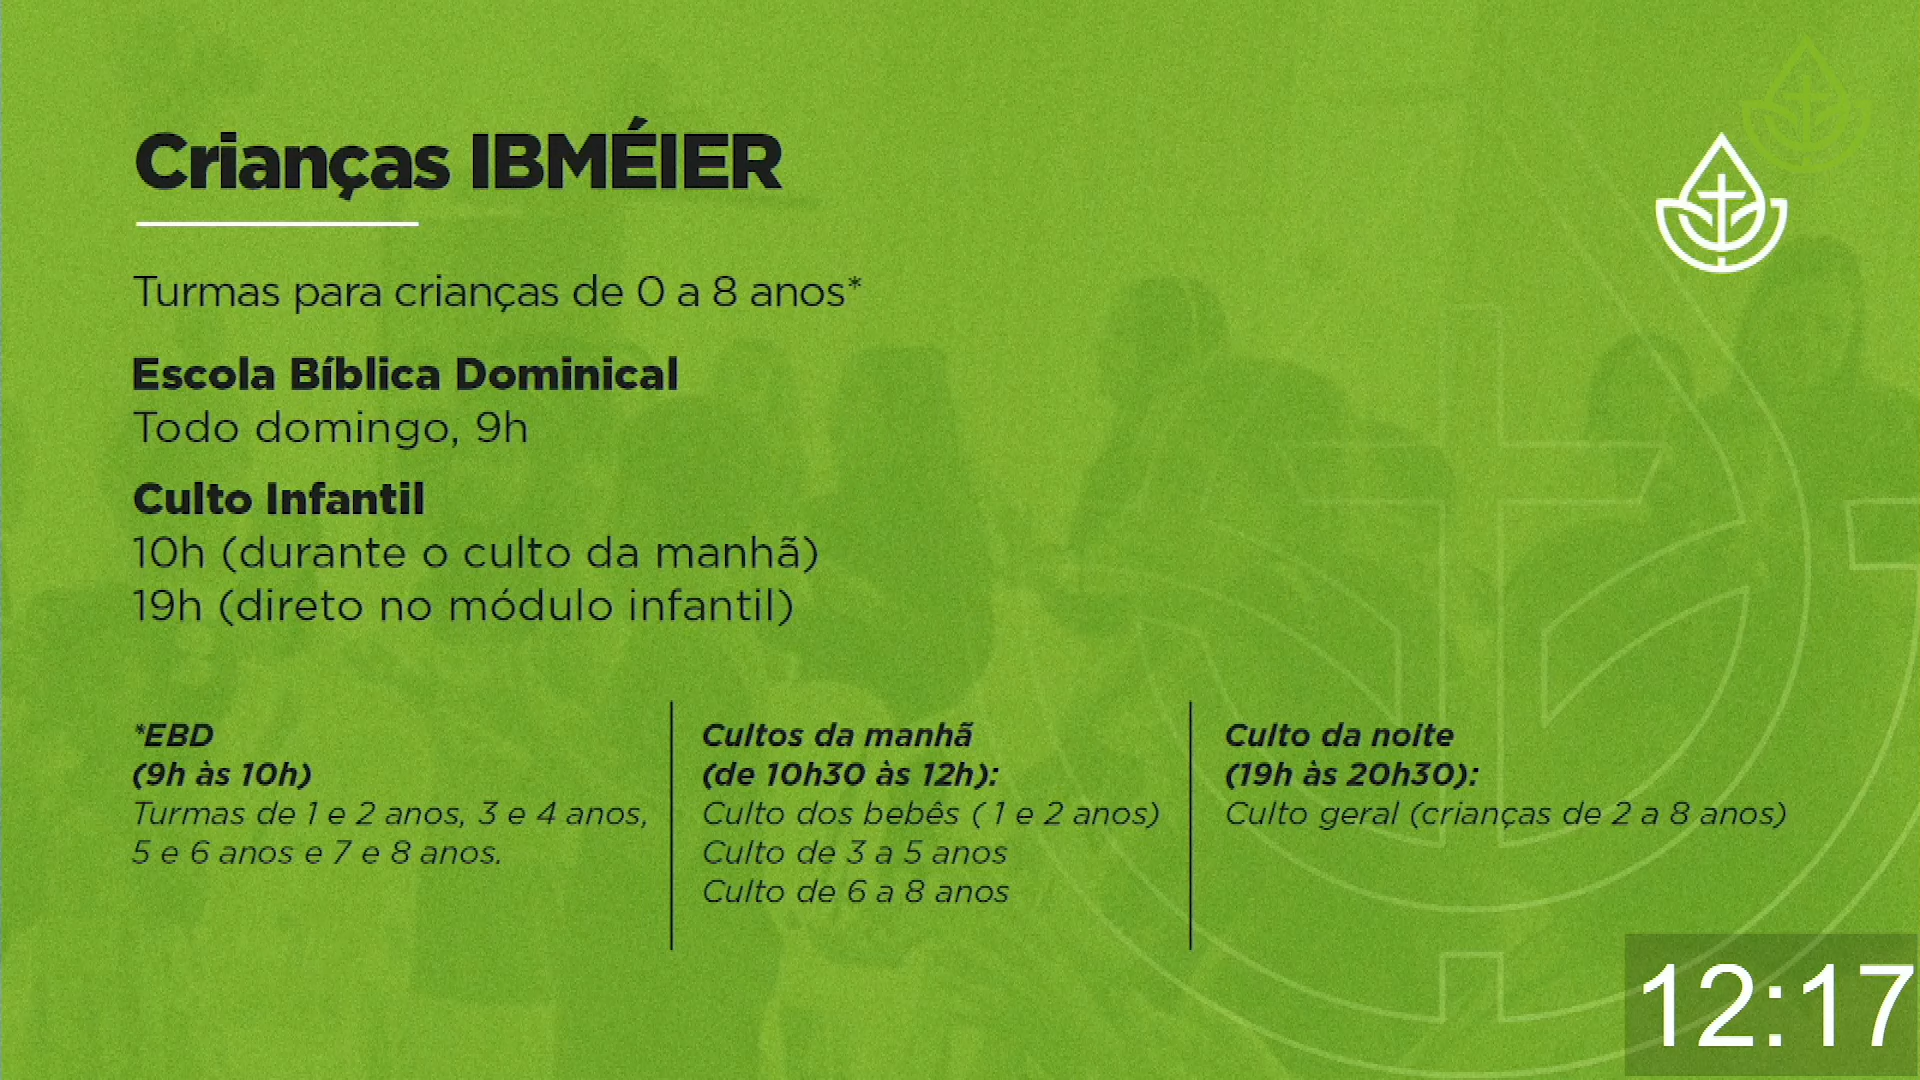 Crianças IBMÉIER
Turmas para crianças de 0 a 8 anos*
Escola Bíblica Dominical
Todo domingo, 9h
Culto Infantil
10h (durante o culto da manhã)
19h (direto no módulo infantil)
*EBD
(9h às 10h)
Turmas de 1 e 2 anos, 3 e 4 anos,
5 e 6 anos e 7 e 8 anos.
Cultos da manhã
(de 10h30 às 12h):
Culto dos bebês ( 1 e 2 anos)
Culto de 3 a 5 anos
Culto de 6 a 8 anos
Culto da noite
(19h às 20h30):
Culto geral (crianças de 2 a 8 anos)
12:17